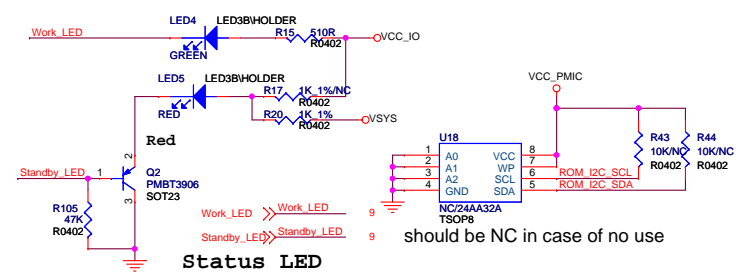 LED4 LED3B\HOLDER
Work_LED
R15 510R
R0402
VCC_IO
GREEN
LED5 LED3B\HOLDER
R17 1K_1%/NC
R0402
RED
R20 1K_1%
R0402
VSYS
Red
2
Standby_LED
1
Q2
PMBT3906
SOT23
3
R105
47K
R0402
Work_LED Work_LED 9
Standby_LED Standby_LED 9
Status LED
VCC_PMIC
U18
1 A0 VCC 8
2 A1 WP 7
3 A2 SCL 6 ROM_I2C_SCL
4 GND SDA 5 ROM_I2C_SDA
NC/24AA32A
TSOP8
R43
10K/NC
R0402
R44
10K/NC
R0402
should be NC in case of no use